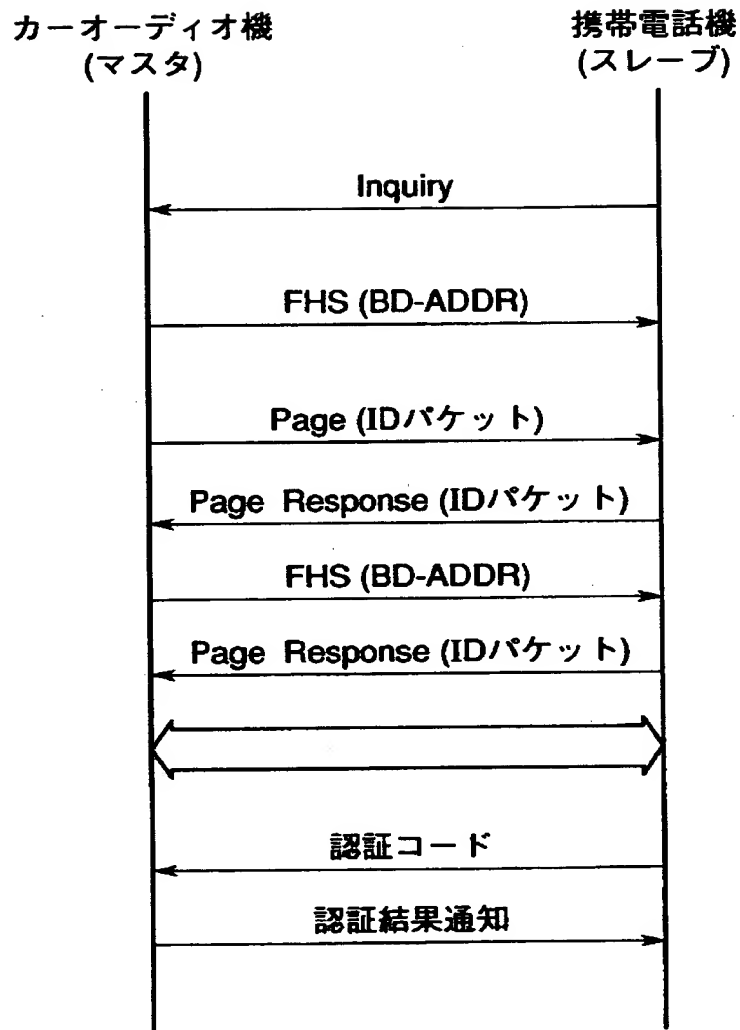 カーオーディオ機
(マスタ)
携帯電話機
(スレーブ)
Inquiry
FHS (BD-ADDR)
Page (IDパケット)
Page Response (IDパケット)
FHS (BD-ADDR)
Page Response (IDパケット)
認証コード
認証結果通知